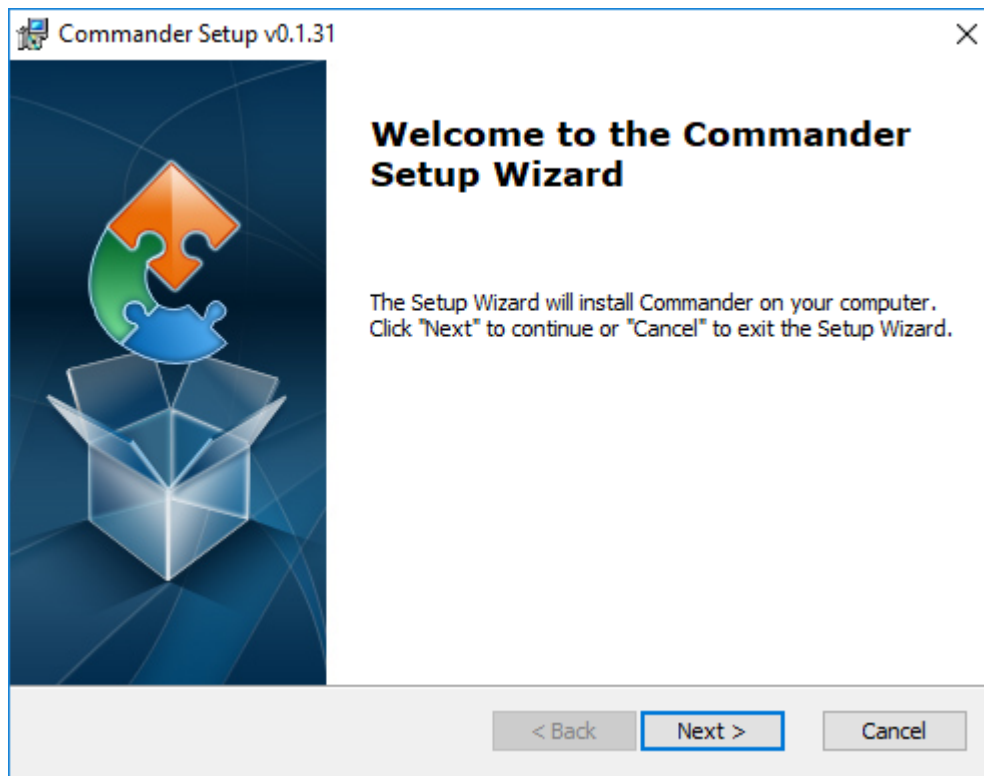 Commander Setup v0.1.31
Welcome to the Commander
Setup Wizard
The Setup Wizard will install Commander on your computer.
Click "Next" to continue or "Cancel" to exit the Setup Wizard.
< Back
Next >
Cancel